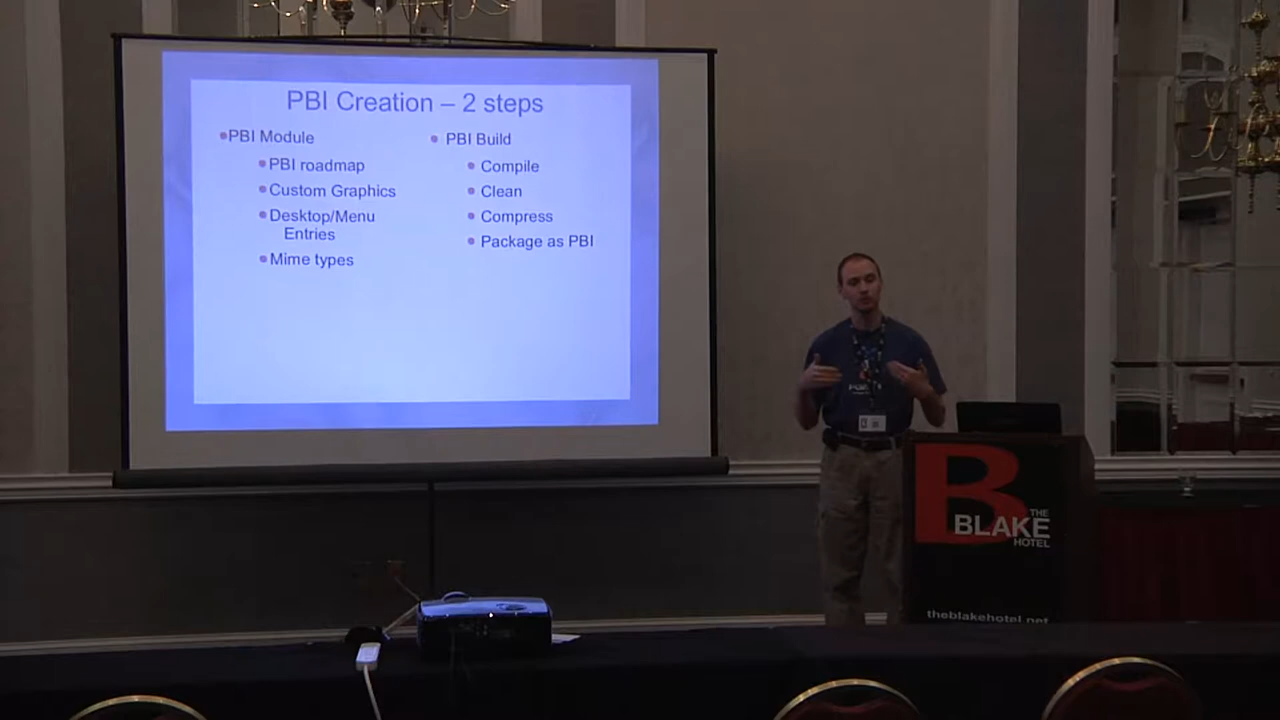 PBI Creation – 2 steps
•PBI Module
•PBI roadmap
•Custom Graphics
•Desktop/Menu
Entries
•Mime types
• PBI Build
• Compile
• Clean
• Compress
• Package as PBI
B
THE
BLAKE
HOTEL
theblakehotel.net